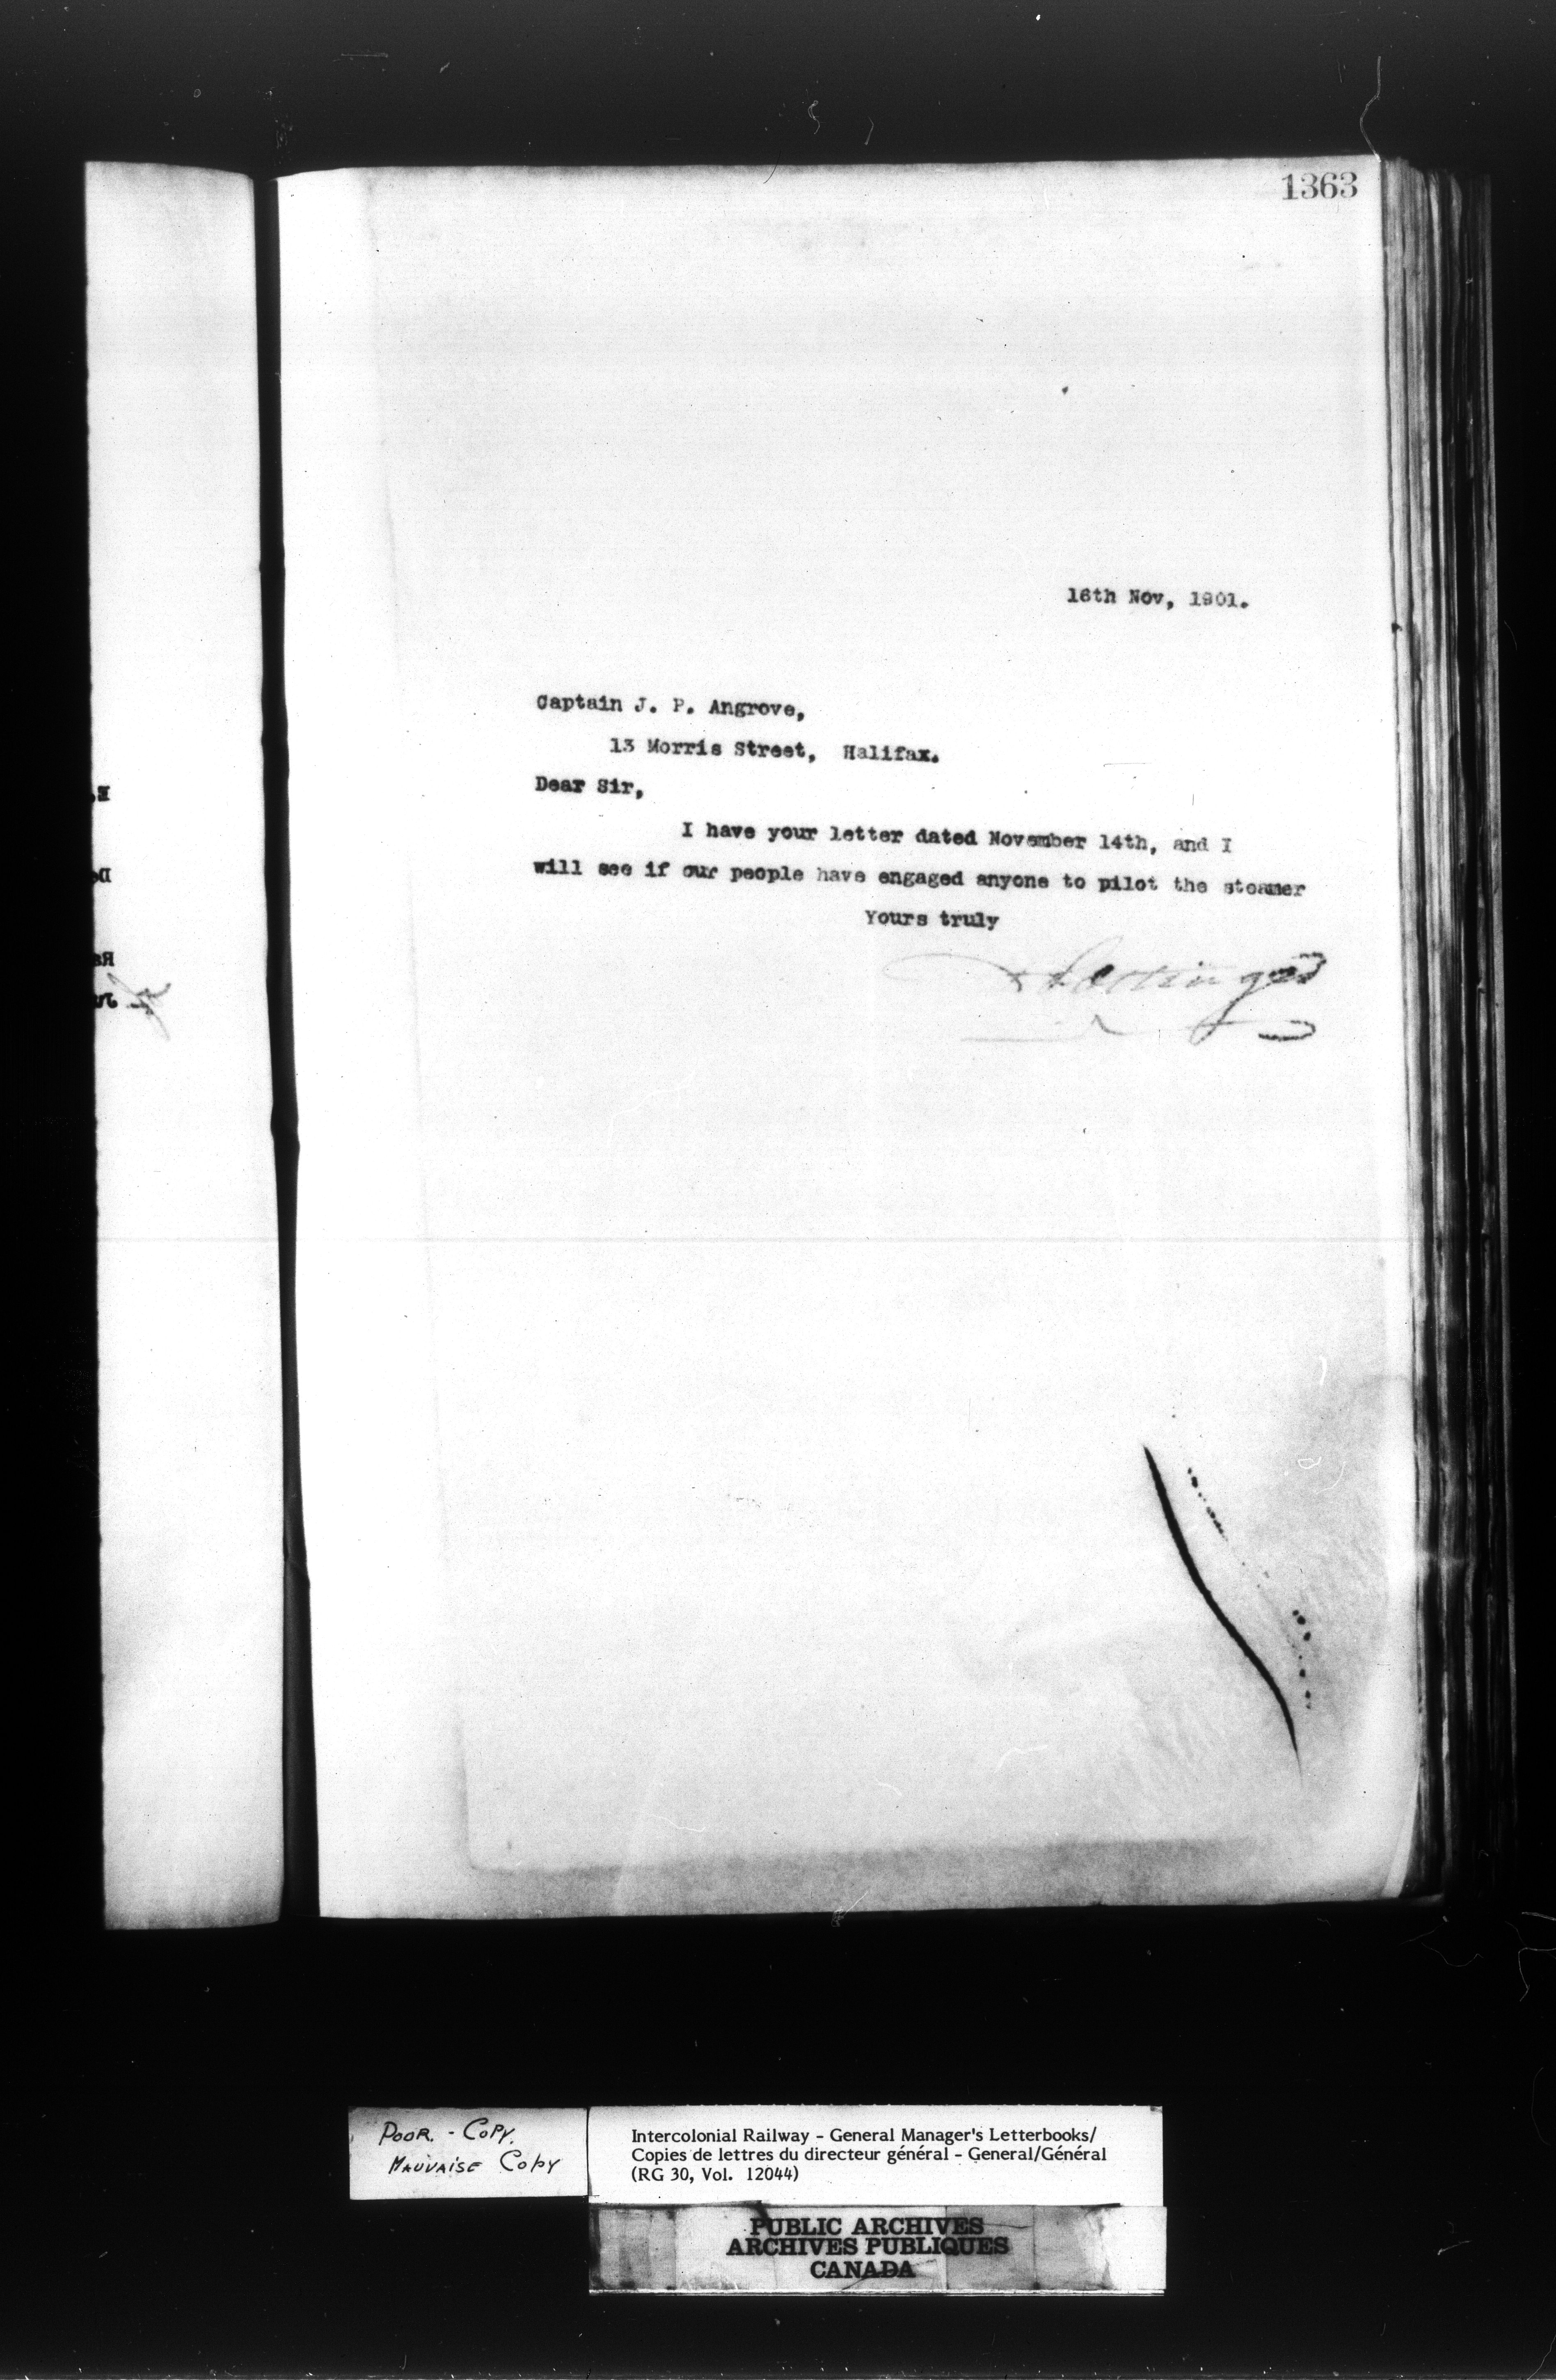 1363
16th Nov, 1901.
Captain J. P. Angrove,
13 Morris Street, Halifax.
Dear Sir,
I have your letter dated November 14th, and I
will see if our people have engaged anyone to pilot the steamer
Yours truly
POOR. - COPY.
MAUVAISE COPY
Intercolonial Railway - General Manager's Letterbooks/
Copies de lettres du directeur général - General/Général
(RG 30, Vol. 12044)
PUBLIC ARCHIVES
ARCHIVES PUBLIQUES
CANADA